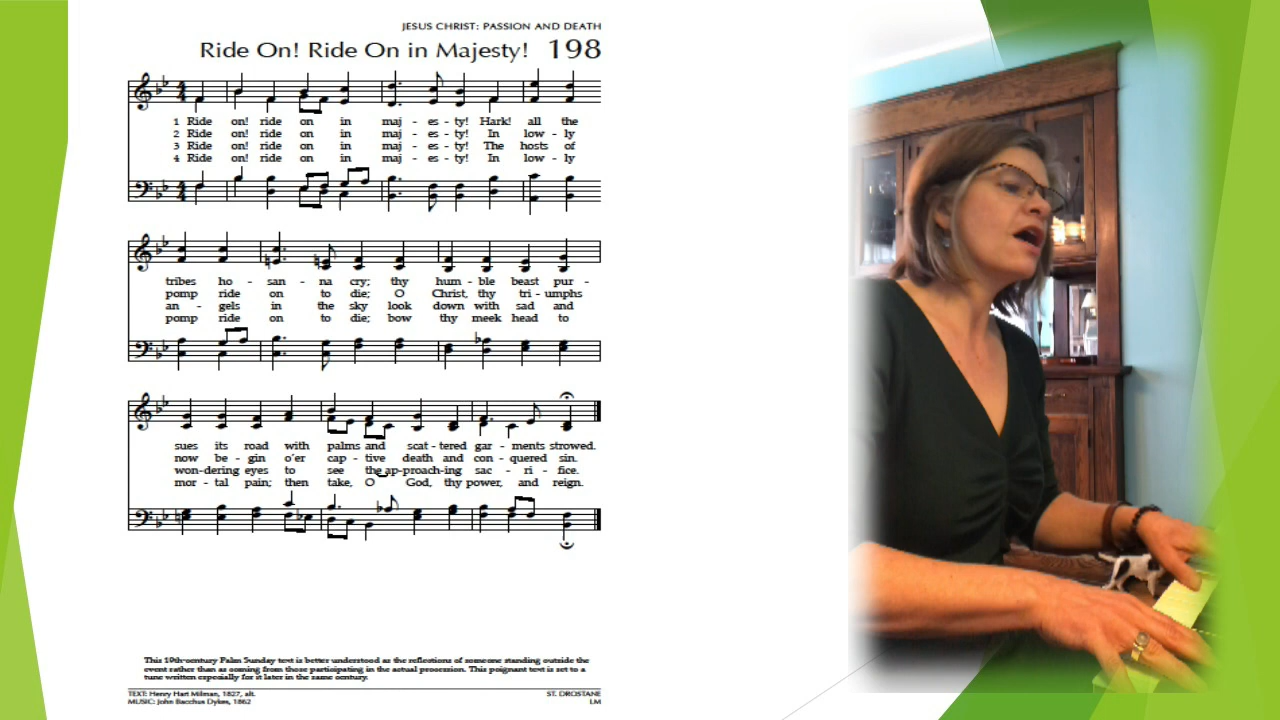 JESUS CHRIST: PASSION AND DEATH
Ride On! Ride On in Majesty! 198
1 Ride on! ride on in maj - es - ty! Hark! all the
2 Ride on! ride on in maj - es - ty! In low - ly
3 Ride on! ride on in maj - es - ty! The hosts of
4 Ride on! ride on in maj - es - ty! In low - ly
tribes ho - san - na cry; thy hum - ble beast pur -
pomp ride on to die; O Christ, thy tri - umphs
an - gels in the sky look down with sad and
pomp ride on to die; bow thy meek head to
sues its road with palms and scat - tered gar - ments strowed.
now be - gin o'er cap - tive death and con - quered sin.
won-dering eyes to see the ap-proach-ing sac - ri - fice.
mor - tal pain; then take, O God, thy power, and reign.
This 19th-century Palm Sunday text is better understood as the reflections of someone standing outside the
event rather than as coming from those participating in the actual procession. This poignant text is set to a
tune written especially for it later in the same century.
TEXT: Henry Hart Milman, 1827, alt.
MUSIC: John Bacchus Dykes, 1862
ST. DROSTANE
LM